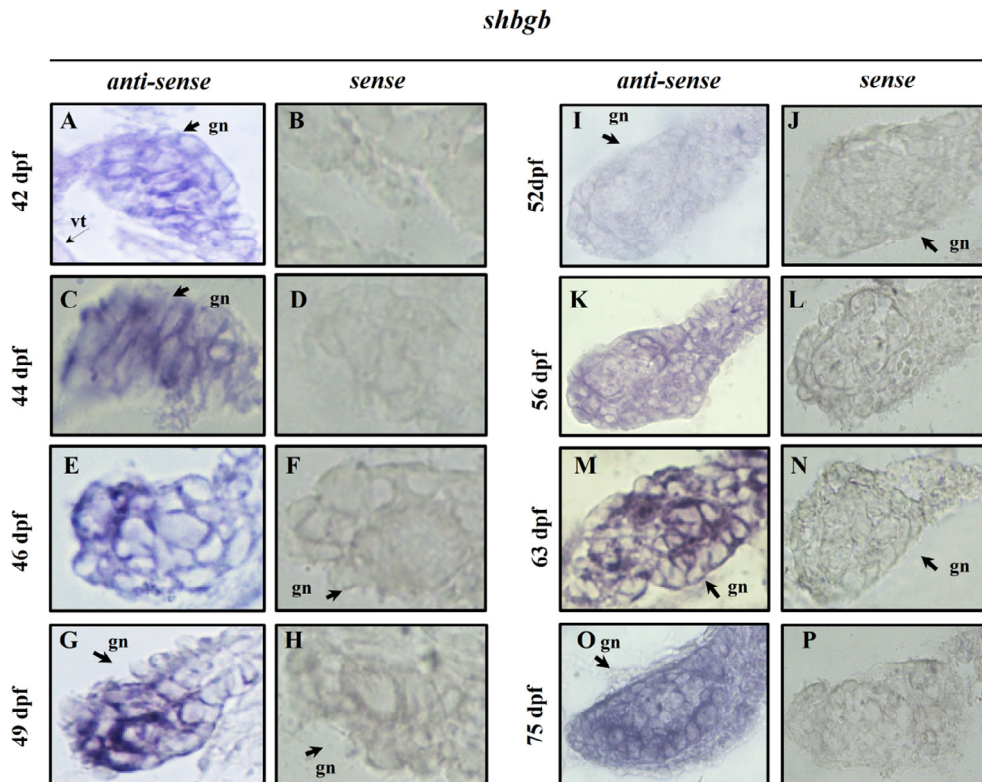 shbgb
anti-sense sense anti-sense sense
42 dpf
A gn vt
B
52dpf
I gn
J gn
44 dpf
C gn
D
56 dpf
K
L
46 dpf
E
F gn
63 dpf
M gn
N gn
49 dpf
G gn
H gn
75 dpf
O gn
P